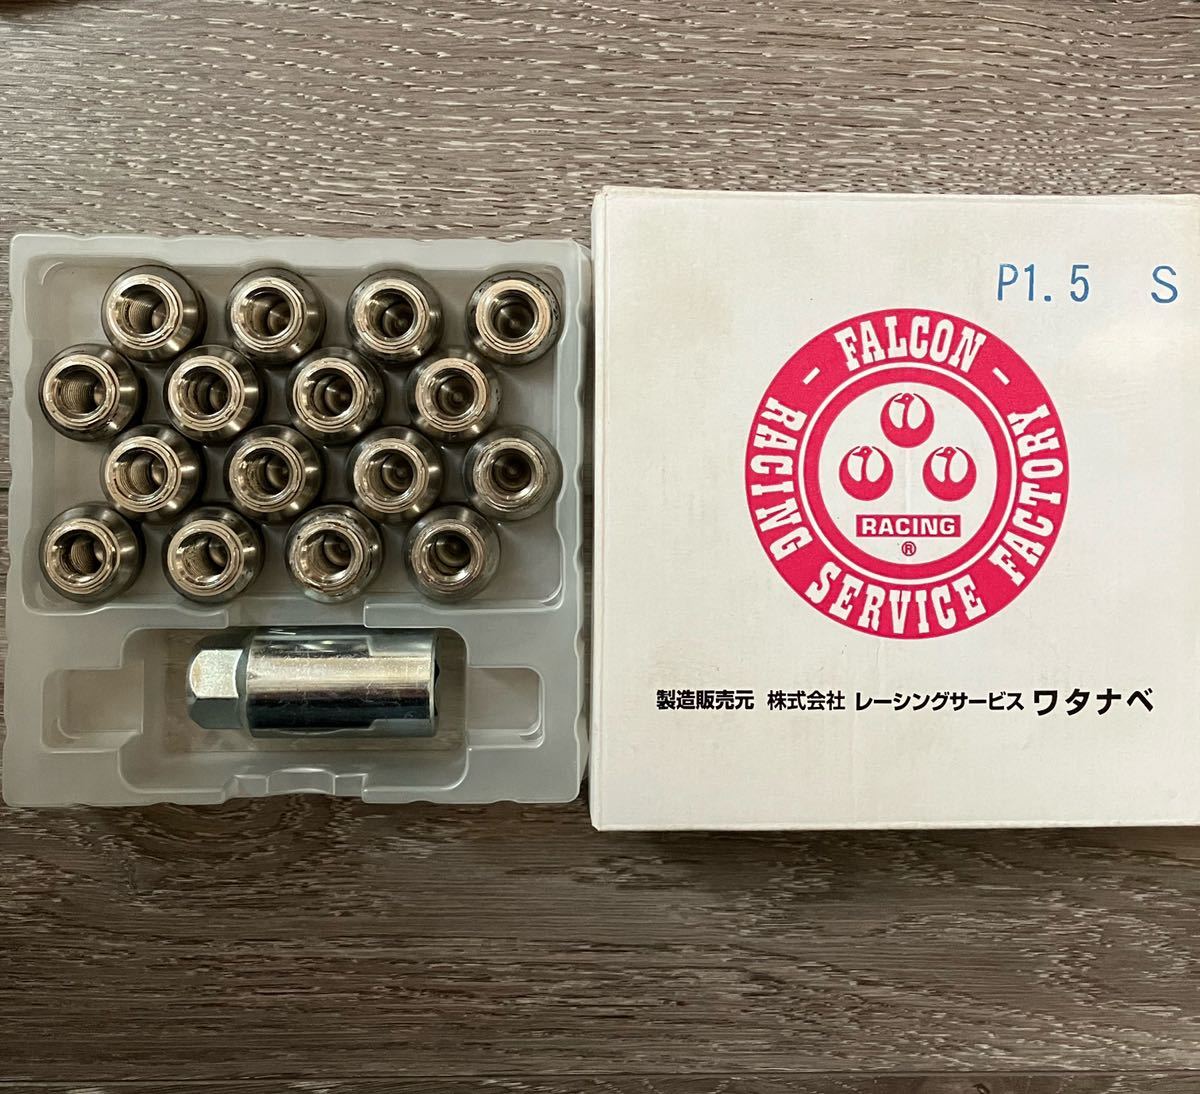 P1.5 S
- FALCON -
RACING SERVICE FACTORY
RACING
®
製造販売元 株式会社 レーシングサービス ワタナベ